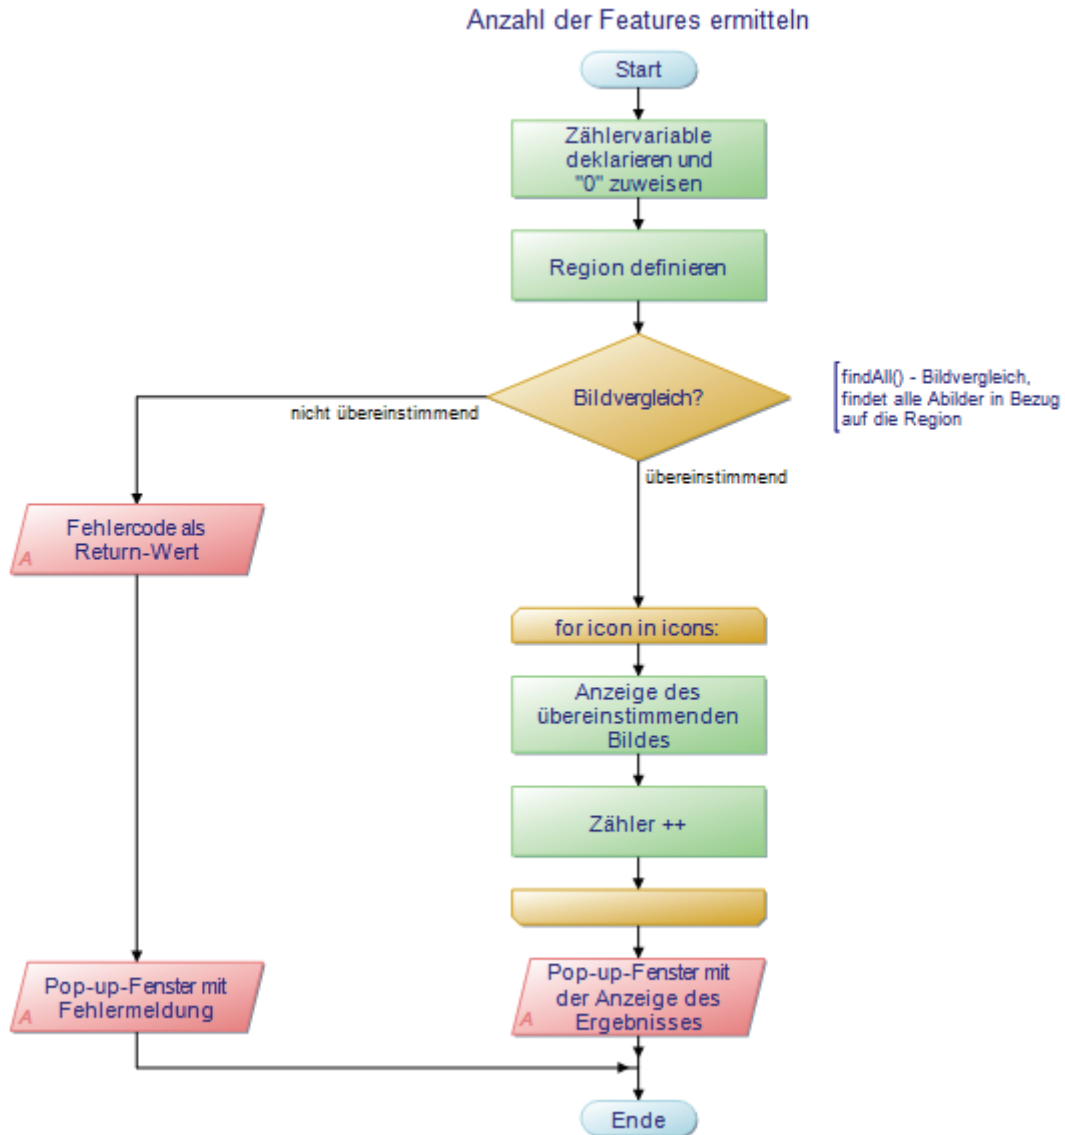 Anzahl der Features ermitteln
Start
Zählervariable
deklarieren und
"0" zuweisen
Region definieren
Bildvergleich?
findAll() - Bildvergleich,
findet alle Abilder in Bezug
auf die Region
nicht übereinstimmend
übereinstimmend
Fehlercode als
Return-Wert
A
for icon in icons:
Anzeige des
übereinstimmenden
Bildes
Zähler ++
Pop-up-Fenster mit
Fehlermeldung
A
Pop-up-Fenster mit
der Anzeige des
Ergebnisses
A
Ende